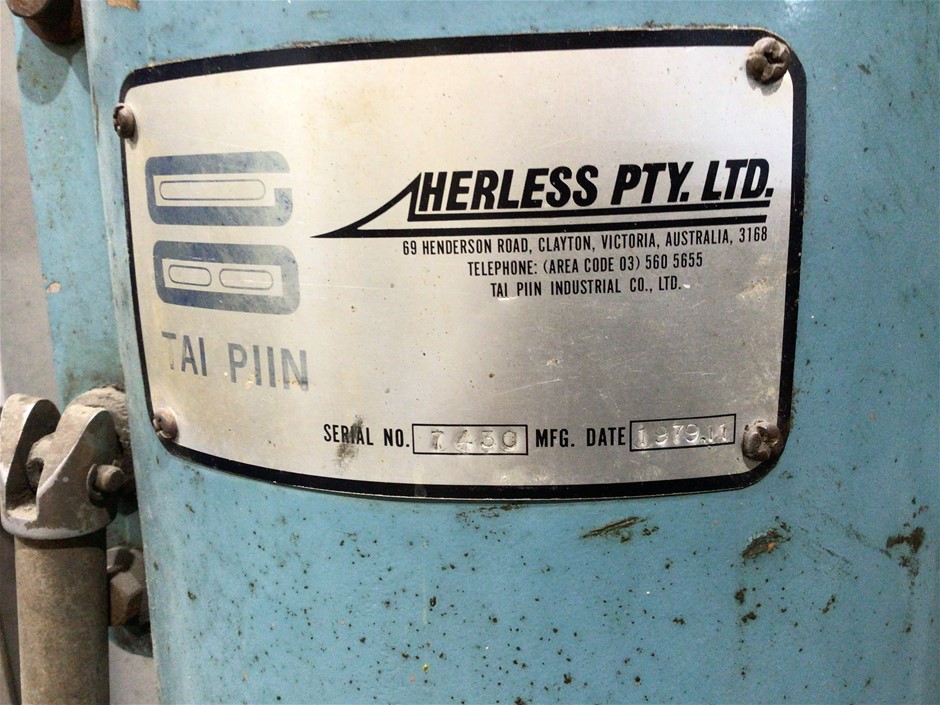 TAI PIIN
HERLESS PTY. LTD.
69 HENDERSON ROAD, CLAYTON, VICTORIA, AUSTRALIA, 3168
TELEPHONE: (AREA CODE 03) 560 5655
TAI PIIN INDUSTRIAL CO., LTD.
SERIAL NO. 7430 MFG. DATE 1979.11